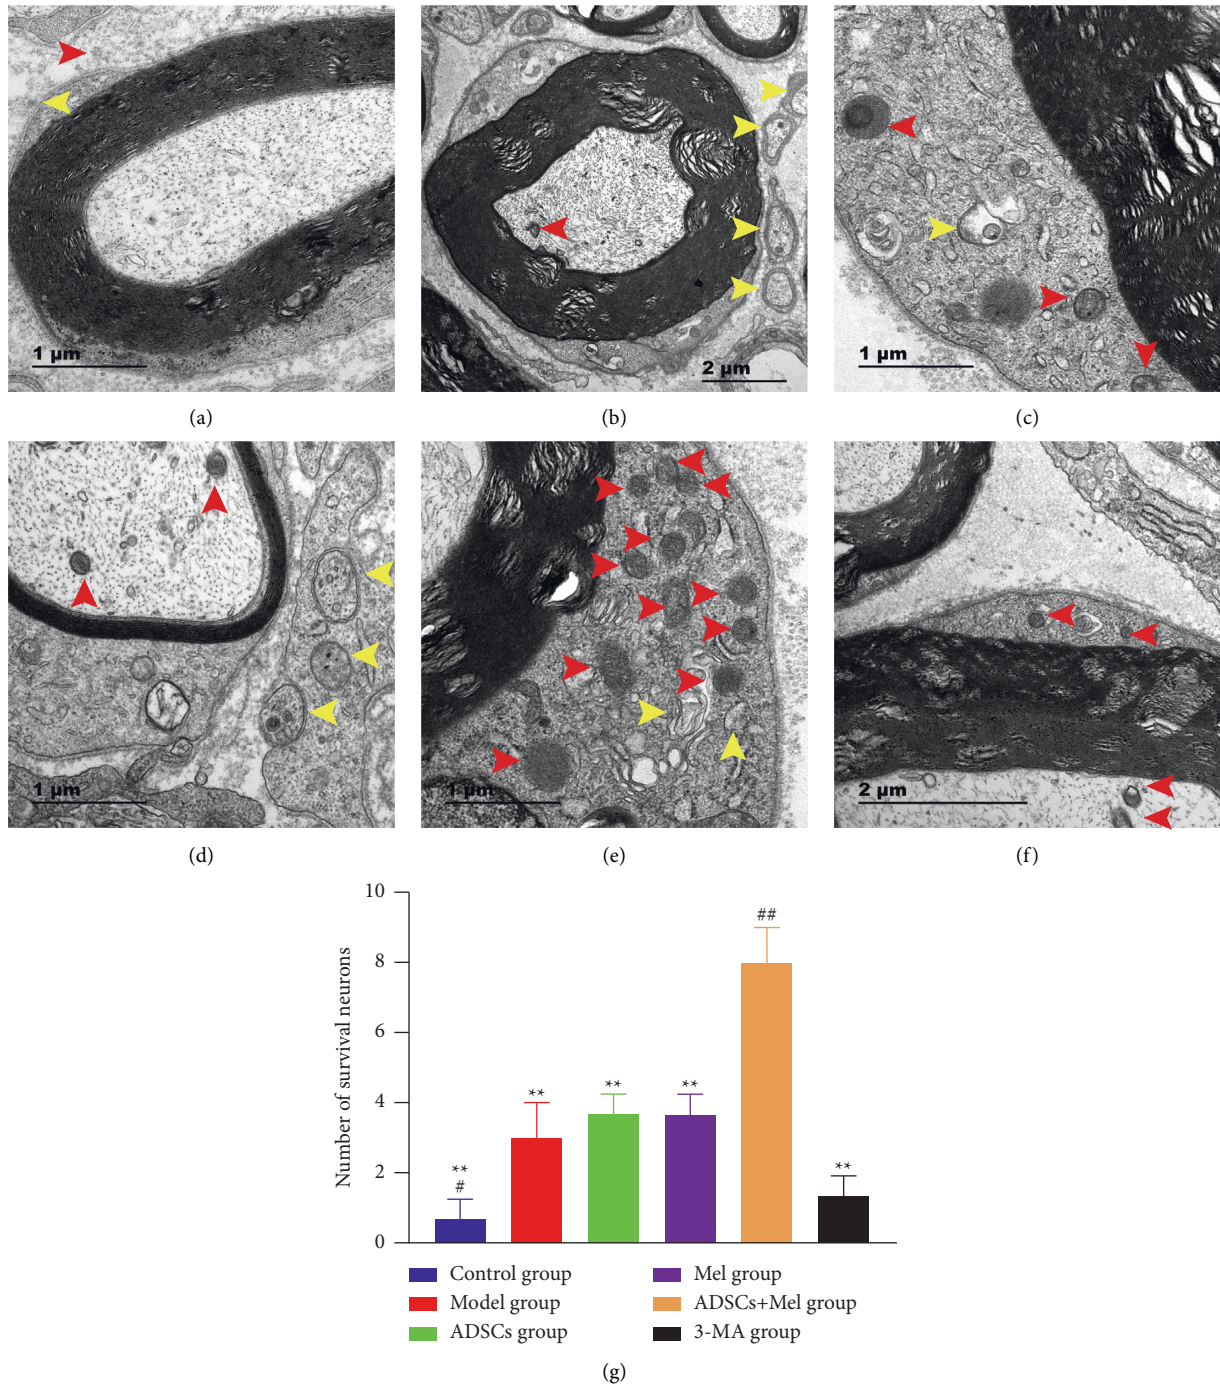 1 µm
2 µm
1 µm
(a)
(b)
(c)
1 µm
1 µm
2 µm
(d)
(e)
(f)
Number of survival neurons
10
8
6
4
2
0
**
#
**
**
**
##
**
Control group
Model group
ADSCs group
Mel group
ADSCs+Mel group
3-MA group
(g)